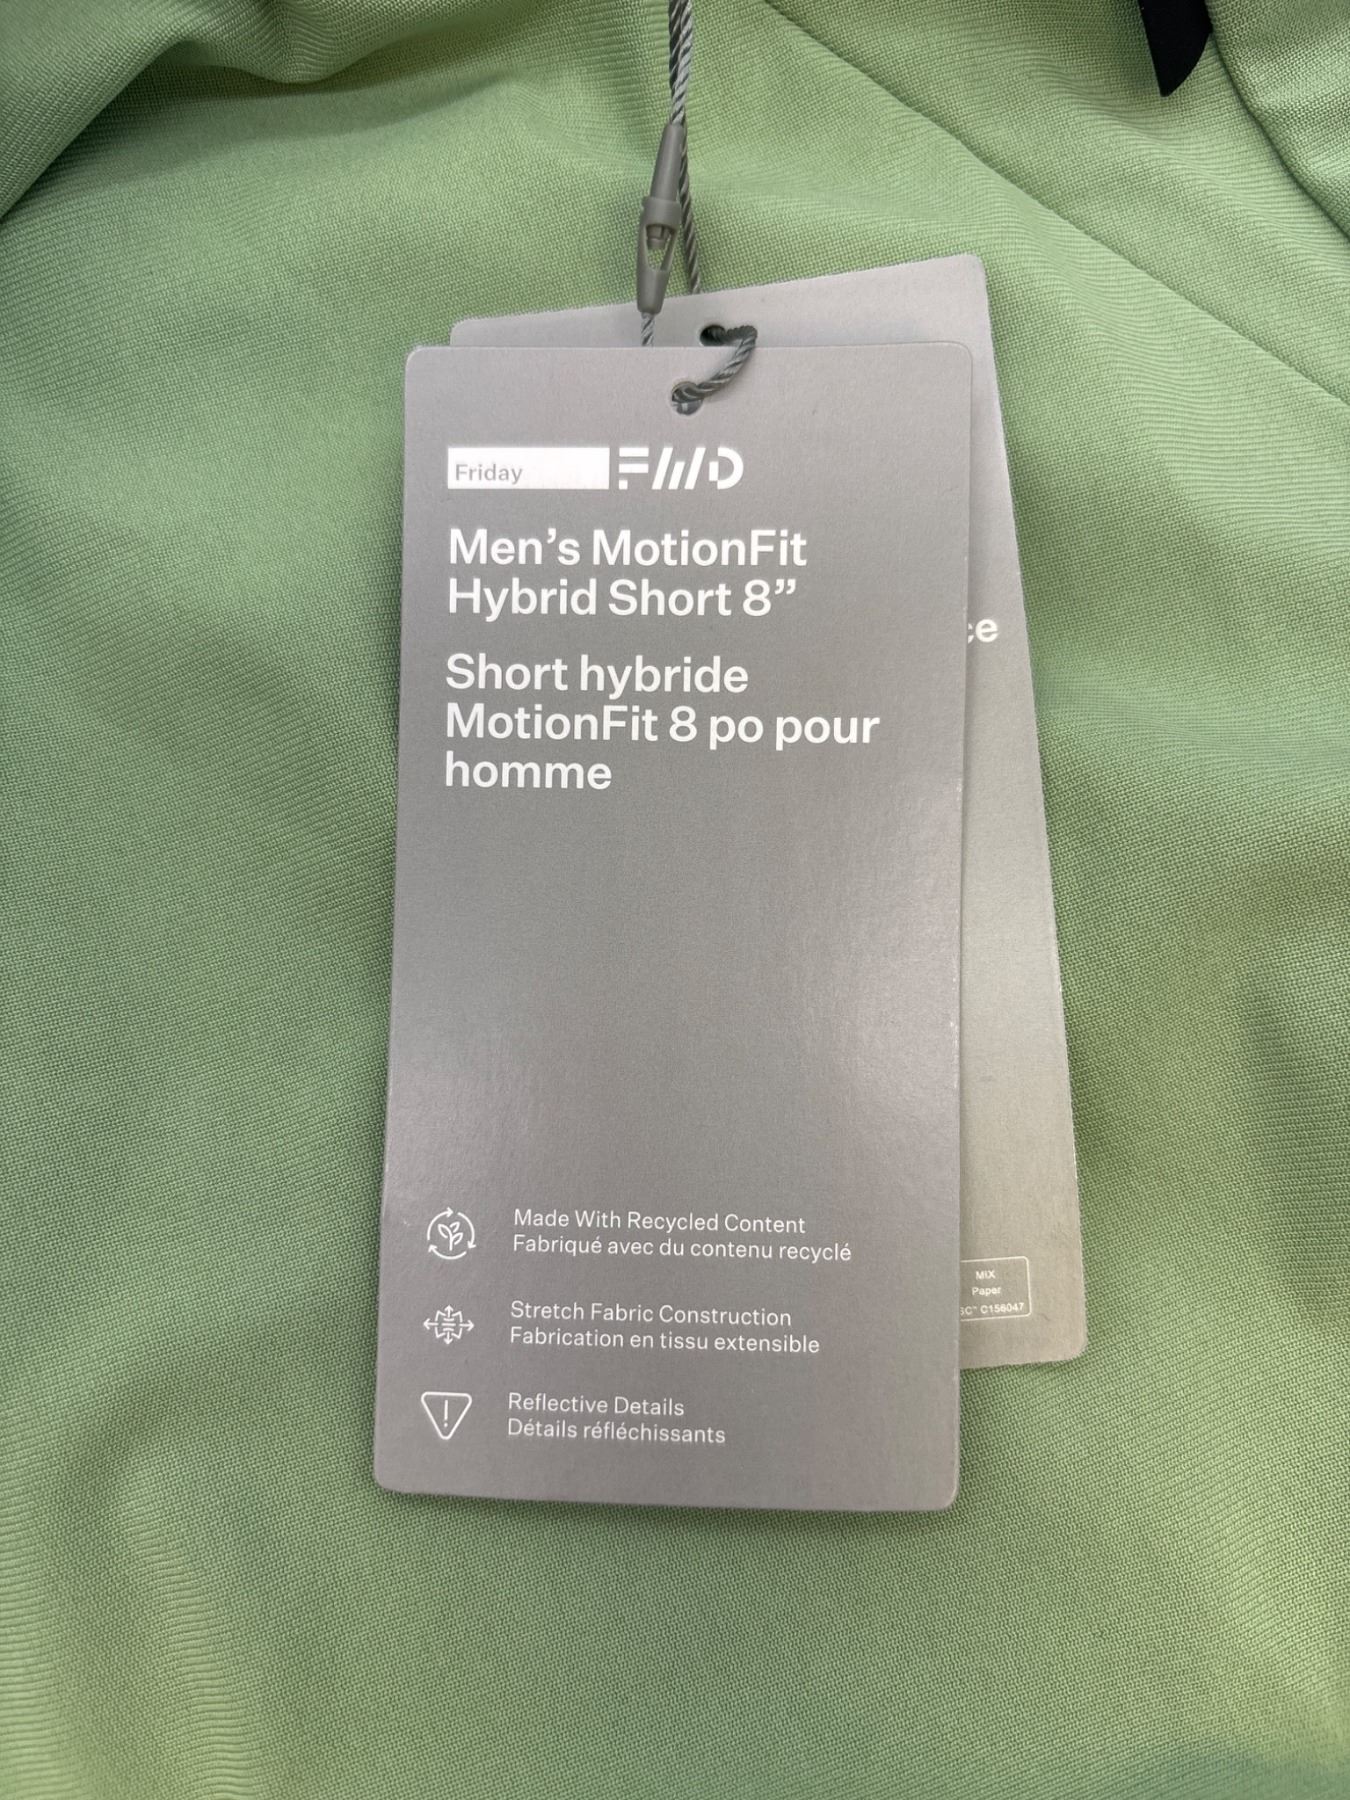 Friday FWD
Men's MotionFit
Hybrid Short 8”
Short hybride
MotionFit 8 po pour
homme
Made With Recycled Content
Fabriqué avec du contenu recyclé
Stretch Fabric Construction
Fabrication en tissu extensible
Reflective Details
Détails réfléchissants
MIX
Paper
C156047